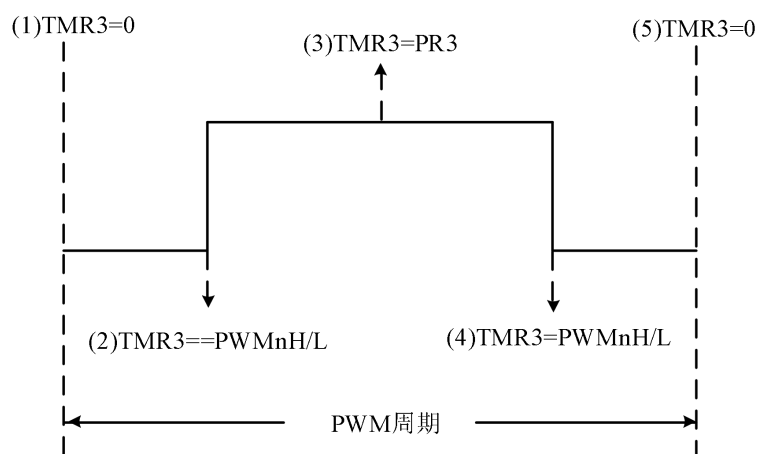 (1)TMR3=0
(3)TMR3=PR3
(5)TMR3=0
(2)TMR3==PWMnH/L
(4)TMR3=PWMnH/L
PWM周期